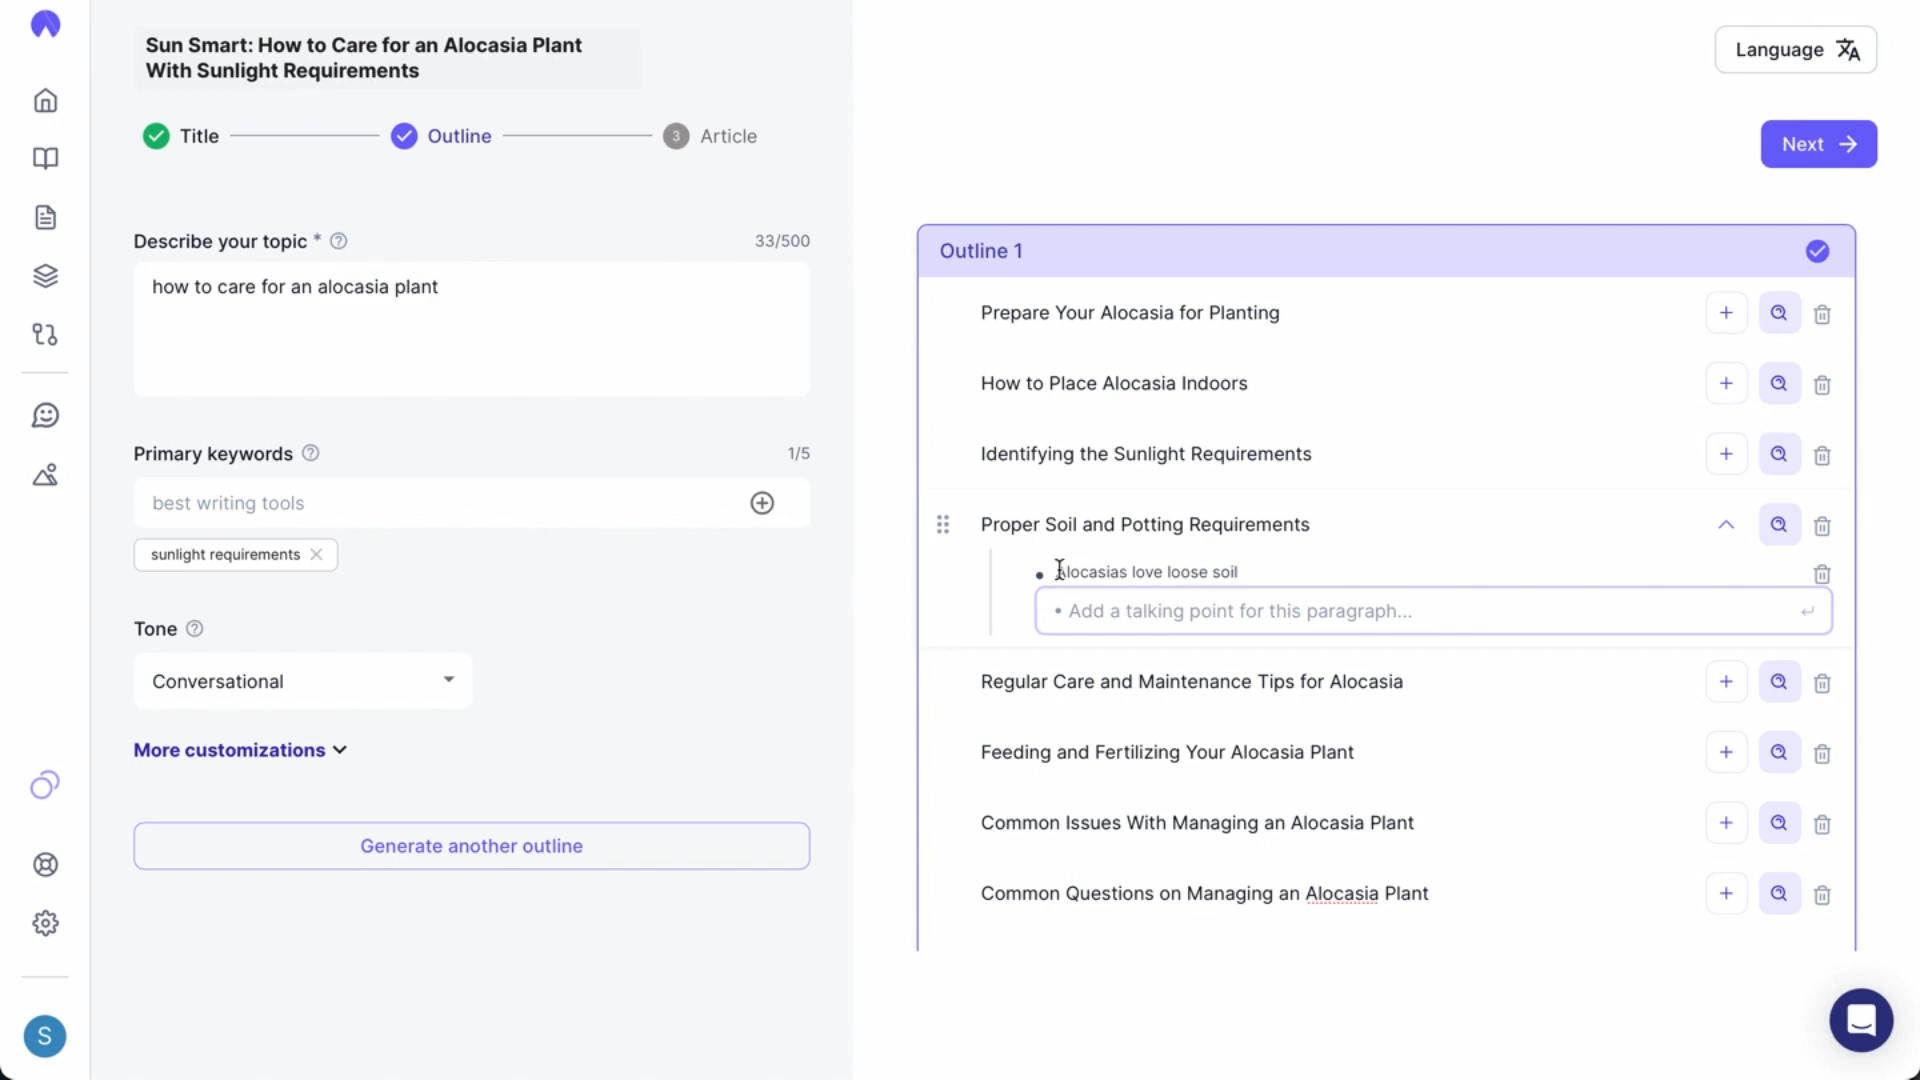 Sun Smart: How to Care for an Alocasia Plant
With Sunlight Requirements
Language
Title
Outline
3 Article
Next
Describe your topic *
33/500
how to care for an alocasia plant
Primary keywords
1/5
best writing tools
sunlight requirements
Tone
Conversational
More customizations
Generate another outline
S
Outline 1
Prepare Your Alocasia for Planting
How to Place Alocasia Indoors
Identifying the Sunlight Requirements
Proper Soil and Potting Requirements
• Alocasias love loose soil
• Add a talking point for this paragraph...
Regular Care and Maintenance Tips for Alocasia
Feeding and Fertilizing Your Alocasia Plant
Common Issues With Managing an Alocasia Plant
Common Questions on Managing an Alocasia Plant